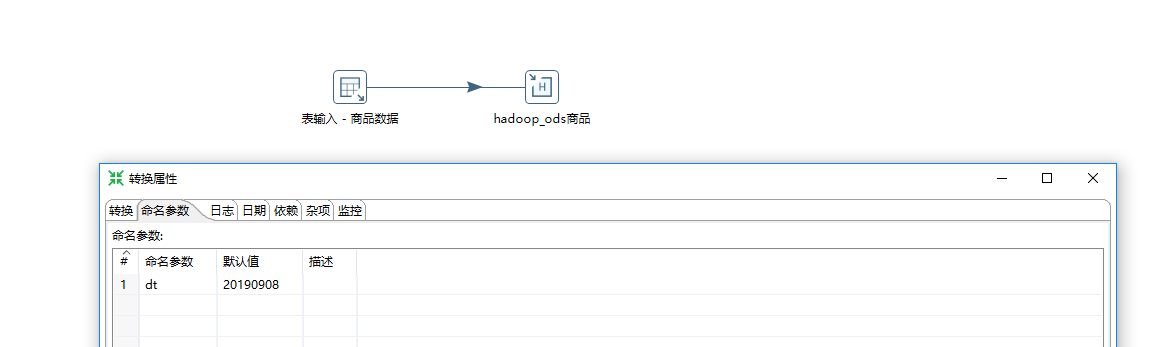 表输入 - 商品数据
hadoop_ods商品
转换属性
转换 命名参数 日志 日期 依赖 杂项 监控
命名参数:
# 命名参数 默认值 描述
1 dt 20190908